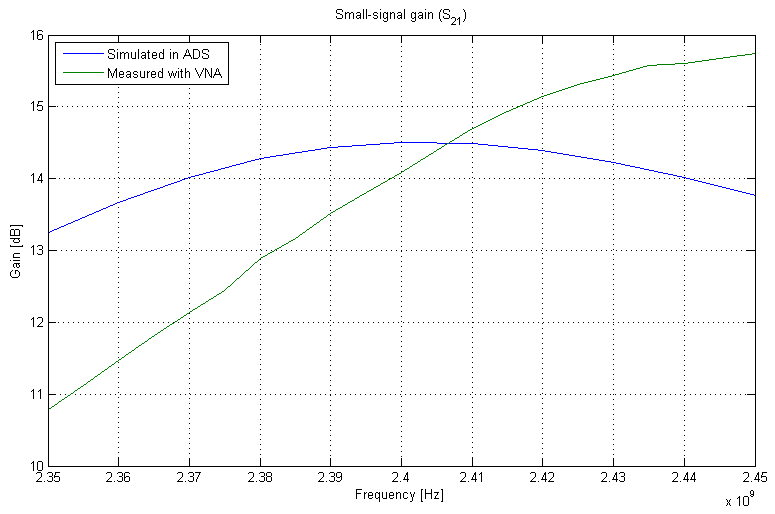 Small-signal gain (S21)
Simulated in ADS
Measured with VNA
Gain [dB]
16
15
14
13
12
11
10
2.35 2.36 2.37 2.38 2.39 2.4 2.41 2.42 2.43 2.44 2.45
Frequency [Hz]
x 10^9